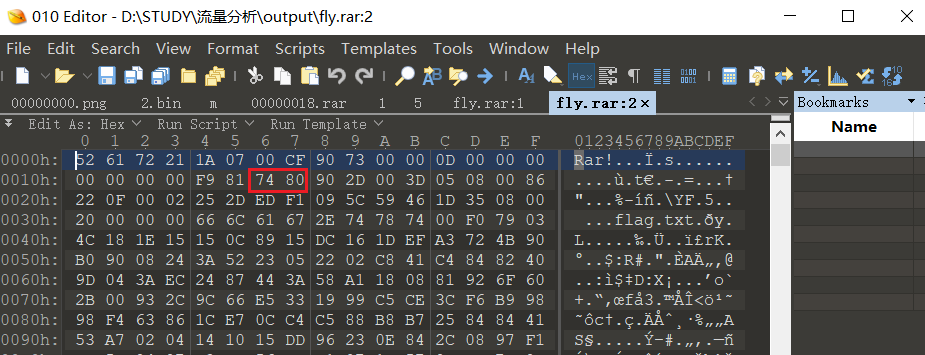 010 Editor - D:\STUDY\流量分析\output\fly.rar:2
File Edit Search View Format Scripts Templates Tools Window Help
00000000.png 2.bin m 00000018.rar 1 5 fly.rar:1 fly.rar:2×
Edit As: Hex Run Script Run Template
0 1 2 3 4 5 6 7 8 9 A B C D E F 0123456789ABCDEF
0000h: 52 61 72 21 1A 07 00 CF 90 73 00 00 0D 00 00 00 Rar!...Ï.s......
0010h: 00 00 00 00 F9 81 74 80 90 2D 00 3D 05 08 00 86 ....ù.t€.-.=...†
0020h: 22 0F 00 02 25 2D ED F1 09 5C 59 46 1D 35 08 00 "...%-íñ.\YF.5..
0030h: 20 00 00 00 66 6C 61 67 2E 74 78 74 00 F0 79 03 ...flag.txt.ðy.
0040h: 4C 18 1E 15 15 0C 89 15 DC 16 1D EF A3 72 4B 90 L.....‰.Ü..ï£rK.
0050h: B0 90 08 24 3A 52 23 05 22 02 C8 41 C4 84 82 40 °..$:R#.".ÈAÄ„‚@
0060h: 9D 04 3A EC 24 87 44 3A 58 A1 18 08 81 92 6F 60 ..:ì$‡D:X¡...’o`
0070h: 2B 00 93 2C 9C 66 E5 33 19 99 C5 CE 3C F6 B9 98 +.“,œfå3.™ÅÎ<ö¹˜
0080h: 98 F4 63 86 1C E7 0C C4 C5 88 B8 B7 25 84 84 41 ˜ôc†.ç.ÄÅˆ¸·%„„A
0090h: 53 A7 02 04 14 10 15 DD 96 23 0E 84 2C 08 97 F1 S§.....Ý–#.„,.—ñ
Bookmarks
Name